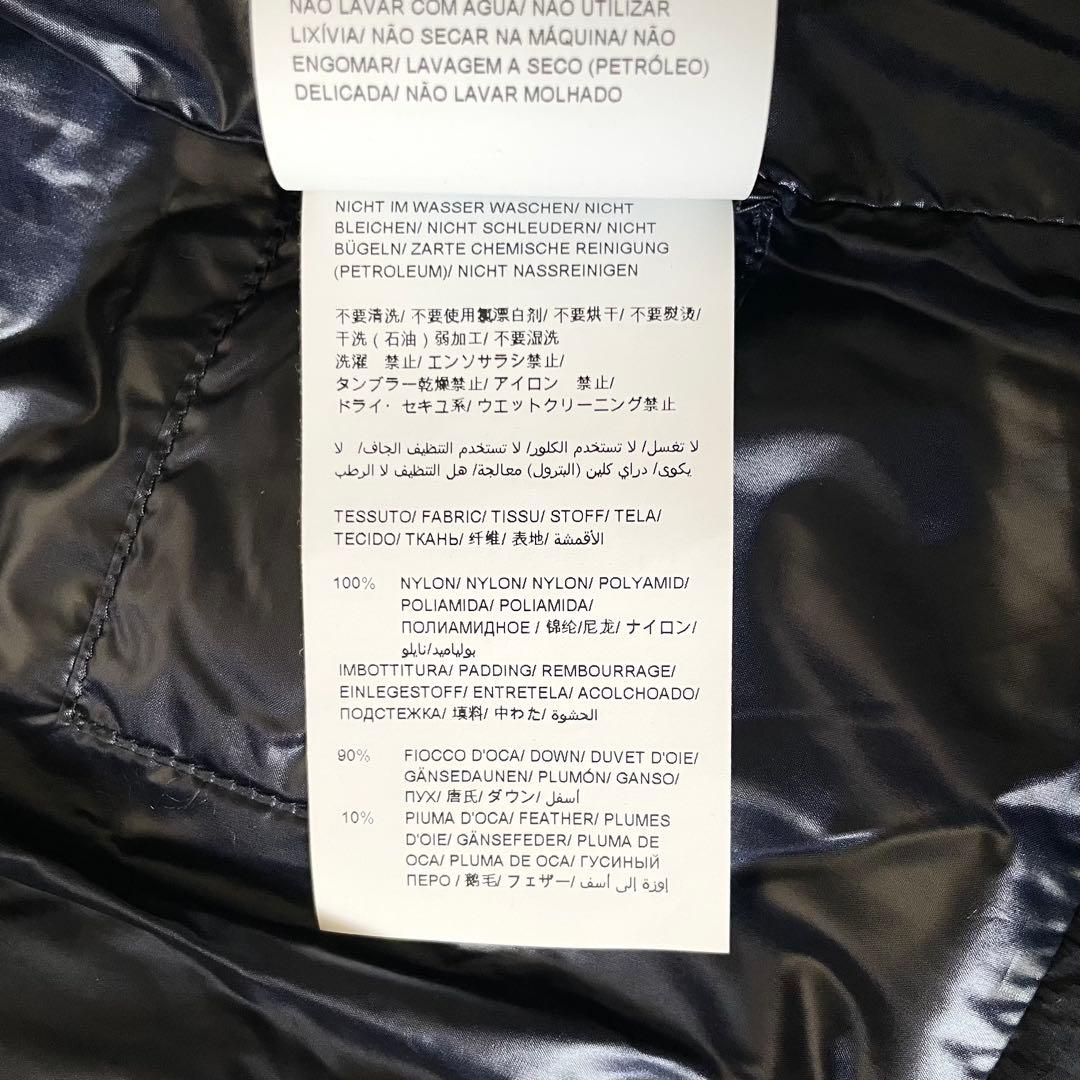 NÃO LAVAR COM ÁGUA/ NÃO UTILIZAR
LIXÍVIA/ NÃO SECAR NA MÁQUINA/ NÃO
ENGOMAR/ LAVAGEM A SECO (PETRÓLEO)
DELICADA/ NÃO LAVAR MOLHADO
NICHT IM WASSER WASCHEN/ NICHT
BLEICHEN/ NICHT SCHLEUDERN/ NICHT
BÜGELN/ ZARTE CHEMISCHE REINIGUNG
(PETROLEUM)/ NICHT NASSREINIGEN
不要清洗/ 不要使用氯漂白剂/ 不要烘干/ 不要熨烫/
干洗 ( 石油 ) 弱加工/ 不要湿洗
洗濯 禁止/ エンソサラシ禁止/
タンブラー乾燥禁止/ アイロン 禁止/
ドライ・ セキユ系/ ウエットクリーニング禁止
لا تغسل/ لا تستخدم الكلور/ لا تستخدم التنظيف الجاف/ لا
يكوى/ دراي كلين (البترول) معالجة/ هل التنظيف لا الرطب
TESSUTO/ FABRIC/ TISSU/ STOFF/ TELA/
TECIDO/ ТКАНЬ/ 纤维/ 表地/ الأقمشة
100% NYLON/ NYLON/ NYLON/ POLYAMID/
POLIAMIDA/ POLIAMIDA/
ПОЛИАМИДНОЕ / 锦纶/尼龙/ ナイロン/
بولياميد/نايلو
IMBOTTITURA/ PADDING/ REMBOURRAGE/
EINLEGESTOFF/ ENTRETELA/ ACOLCHOADO/
ПОДСТЕЖКА/ 填料/ 中わた/ الحشوة
90% FIOCCO D'OCA/ DOWN/ DUVET D'OIE/
GÄNSEDAUNEN/ PLUMÓN/ GANSO/
ПУХ/ 唐氏/ ダウン/ أسفل
10% PIUMA D'OCA/ FEATHER/ PLUMES
D'OIE/ GÄNSEFEDER/ PLUMA DE
OCA/ PLUMA DE OCA/ ГУСИНЫЙ
ПЕРО / 鹅毛/ フェザー/ إوزة إلى أسف